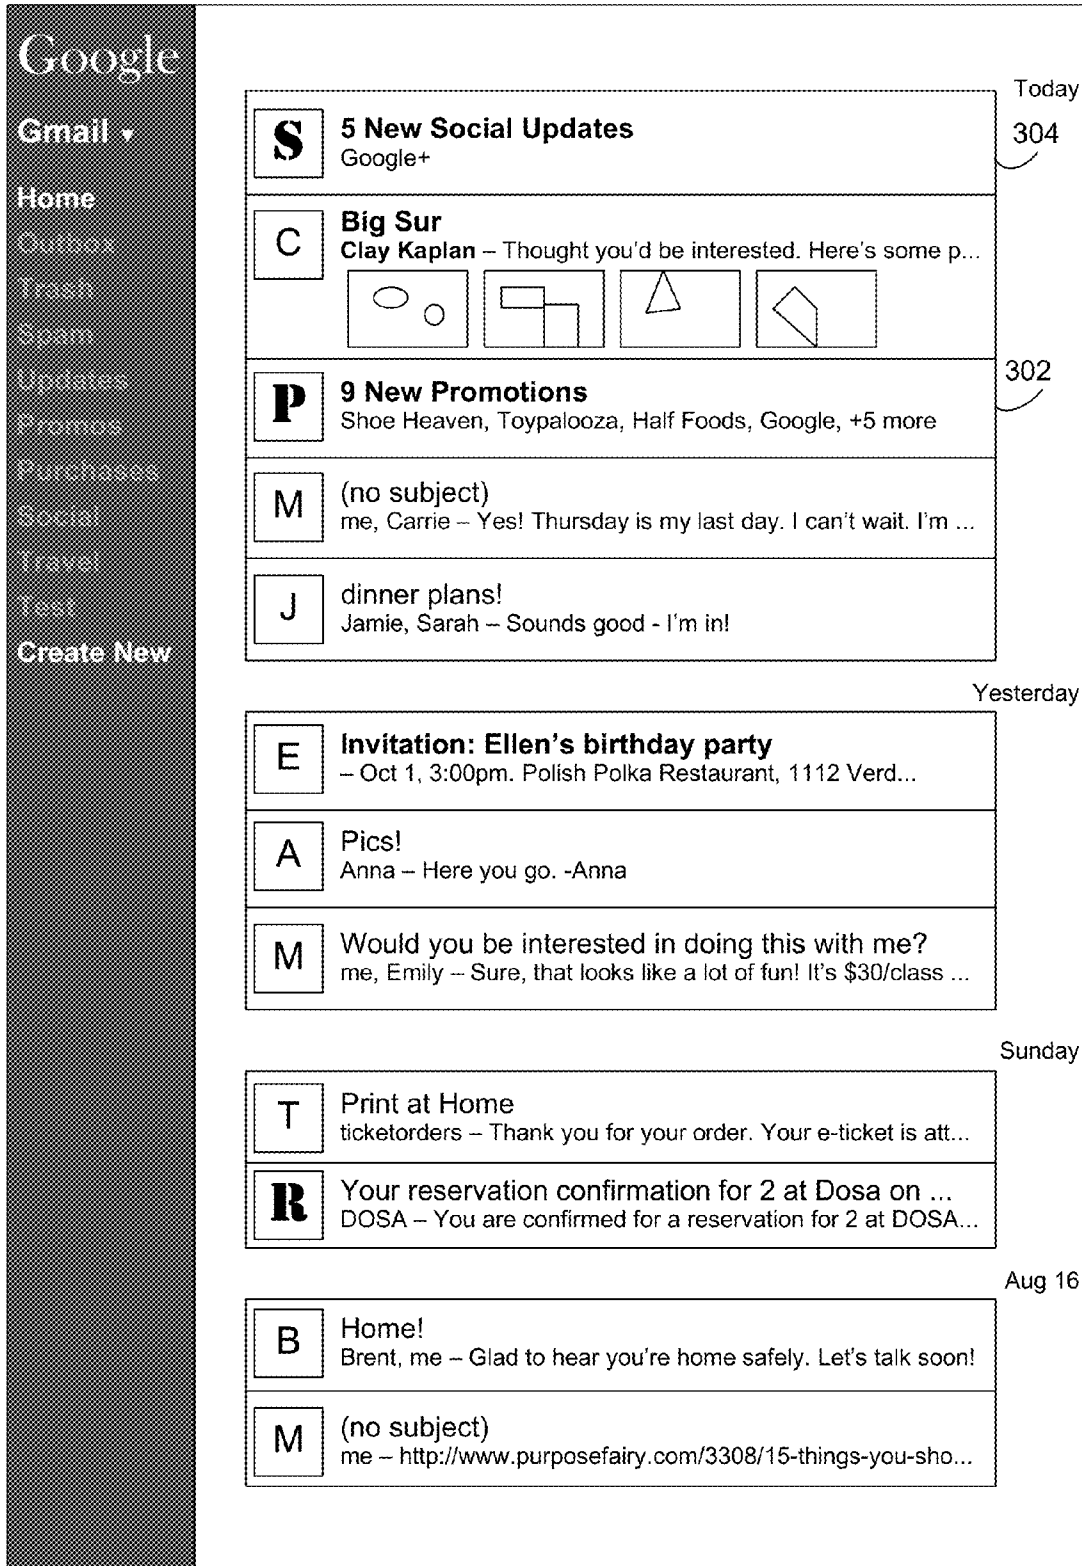 Google
Gmail ▾
Home
Outbox
Trash
Spam
Updates
Promos
Purchases
Social
Travel
Test
Create New
Today
304
S
5 New Social Updates
Google+
C
Big Sur
Clay Kaplan – Thought you'd be interested. Here's some p...
302
P
9 New Promotions
Shoe Heaven, Toypalooza, Half Foods, Google, +5 more
M
(no subject)
me, Carrie – Yes! Thursday is my last day. I can't wait. I'm ...
J
dinner plans!
Jamie, Sarah – Sounds good - I'm in!
Yesterday
E
Invitation: Ellen's birthday party
– Oct 1, 3:00pm. Polish Polka Restaurant, 1112 Verd...
A
Pics!
Anna – Here you go. -Anna
M
Would you be interested in doing this with me?
me, Emily – Sure, that looks like a lot of fun! It's $30/class ...
Sunday
T
Print at Home
ticketorders – Thank you for your order. Your e-ticket is att...
R
Your reservation confirmation for 2 at Dosa on ...
DOSA – You are confirmed for a reservation for 2 at DOSA...
Aug 16
B
Home!
Brent, me – Glad to hear you're home safely. Let's talk soon!
M
(no subject)
me – http://www.purposefairy.com/3308/15-things-you-sho...